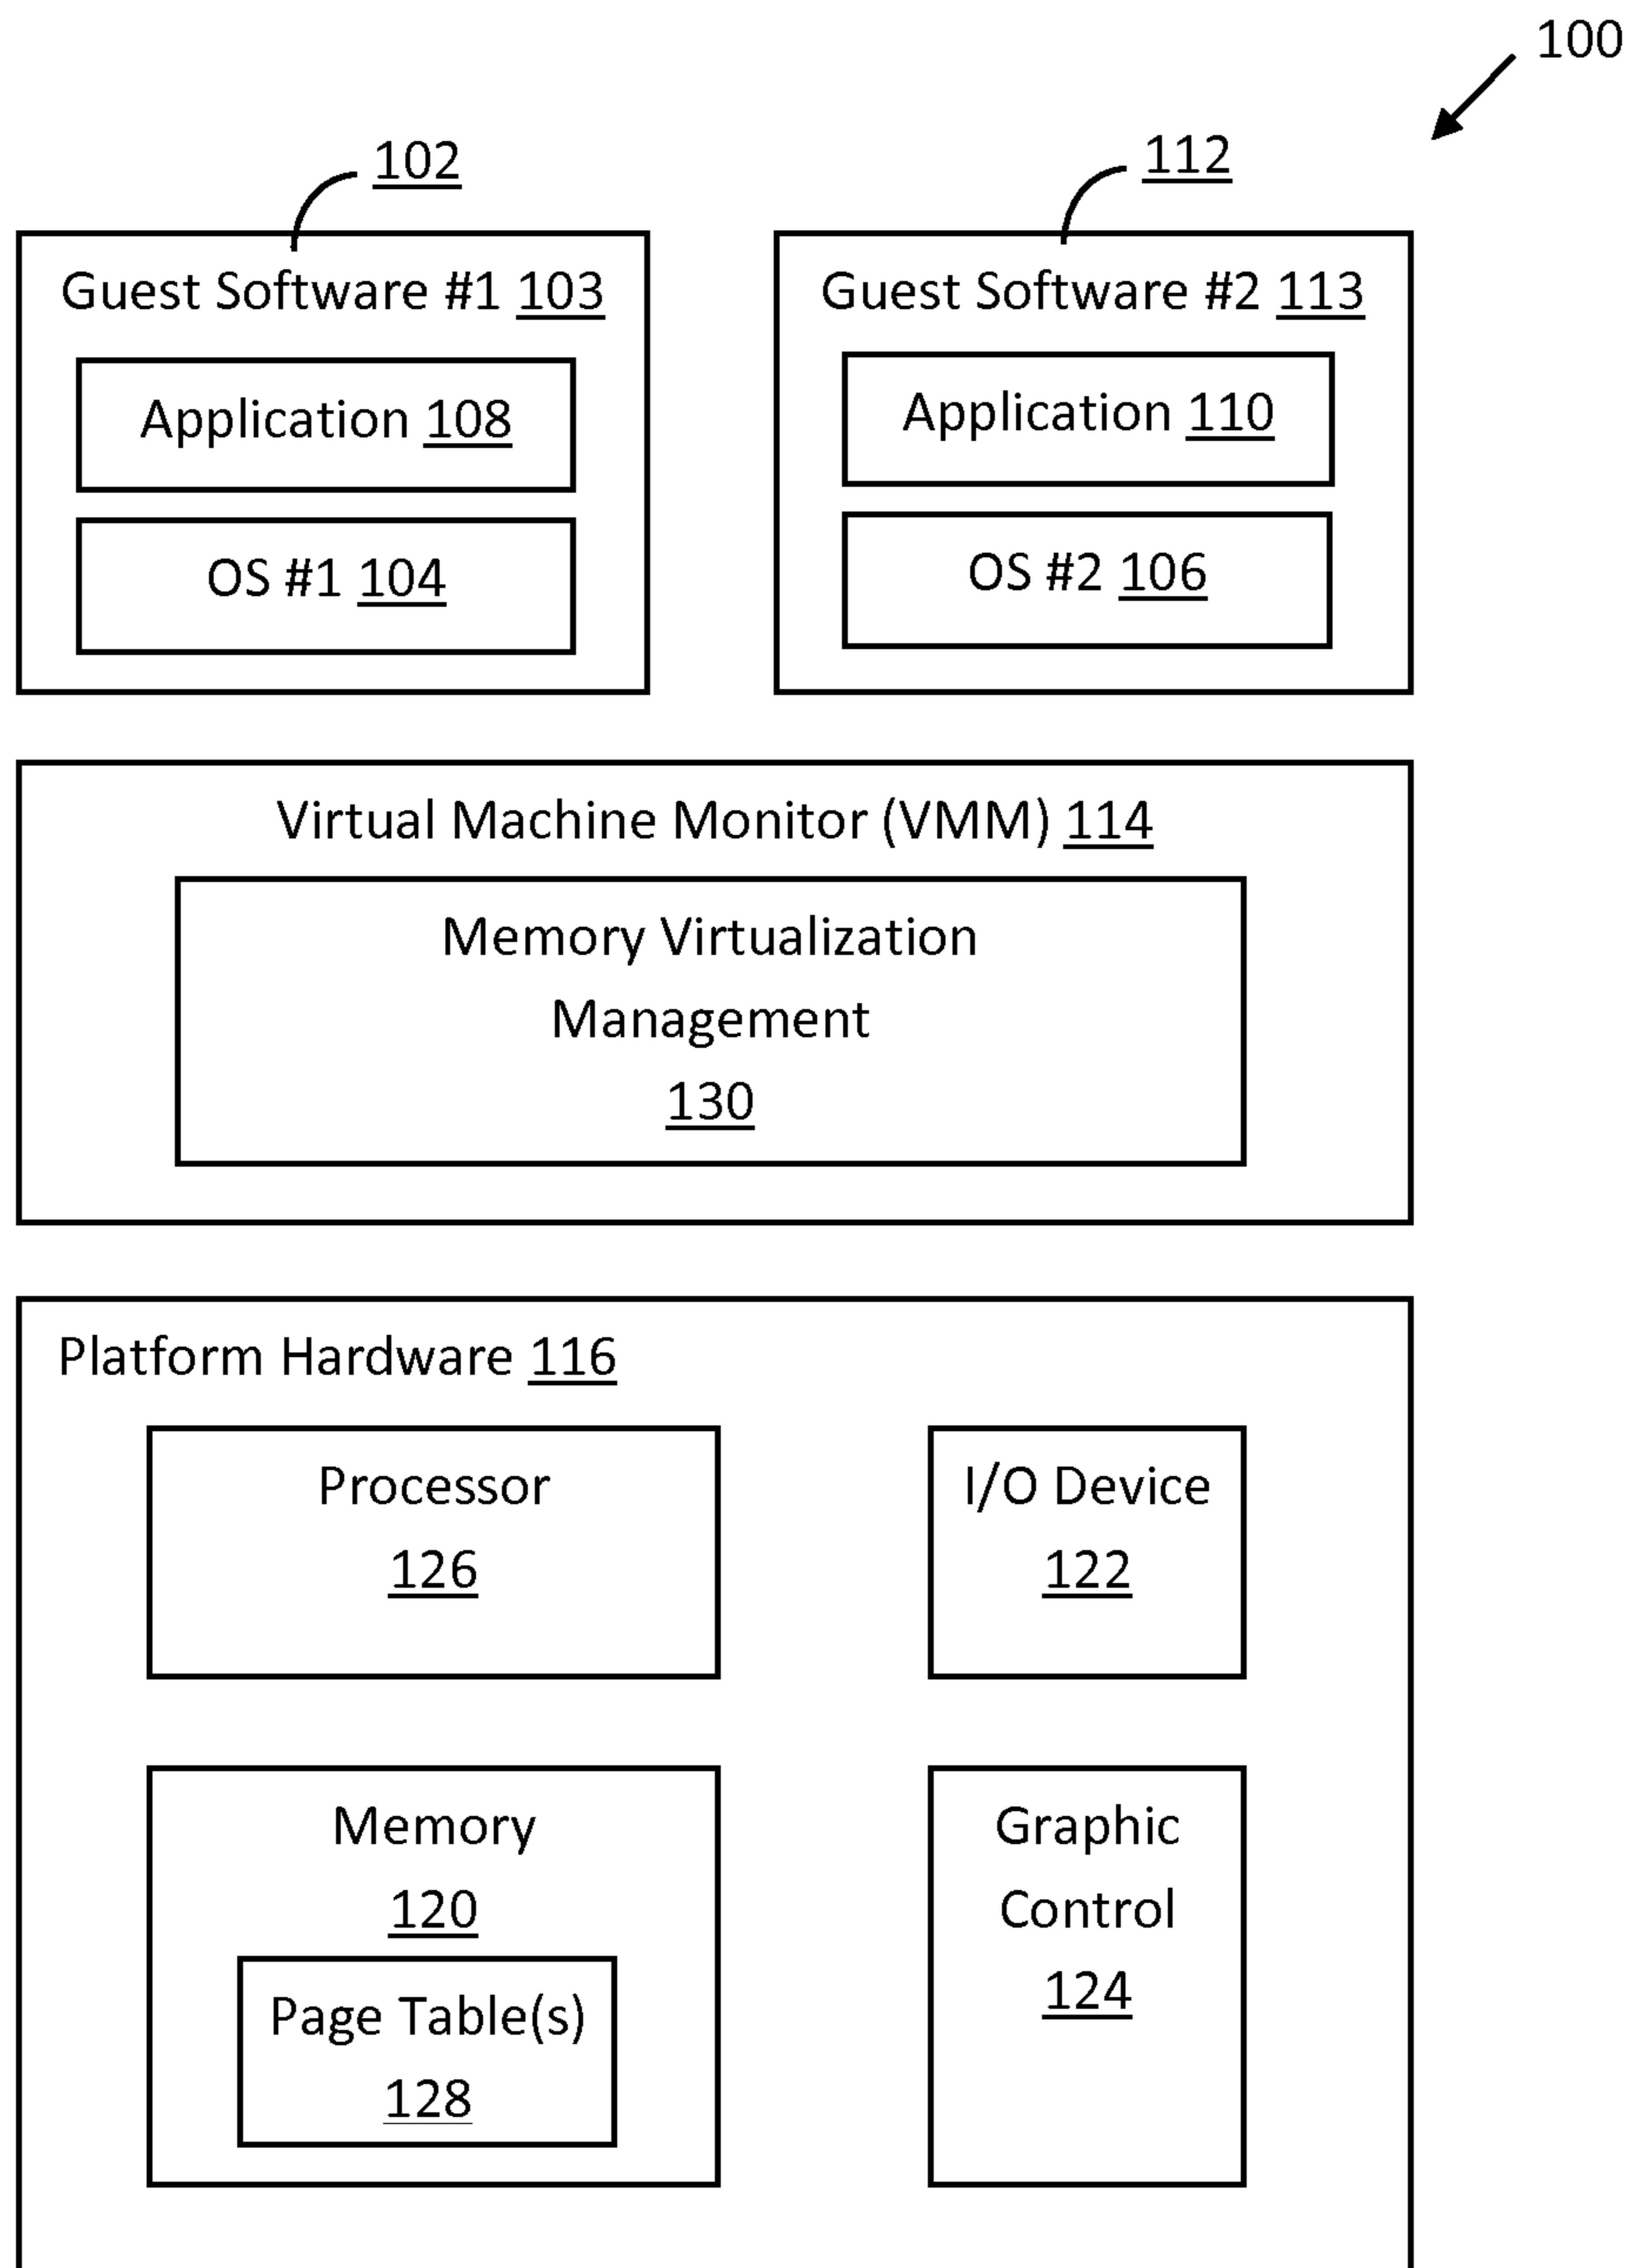 100
102
112
Guest Software #1 103
Application 108
OS #1 104
Guest Software #2 113
Application 110
OS #2 106
Virtual Machine Monitor (VMM) 114
Memory Virtualization
Management
130
Platform Hardware 116
Processor
126
I/O Device
122
Memory
120
Page Table(s)
128
Graphic
Control
124